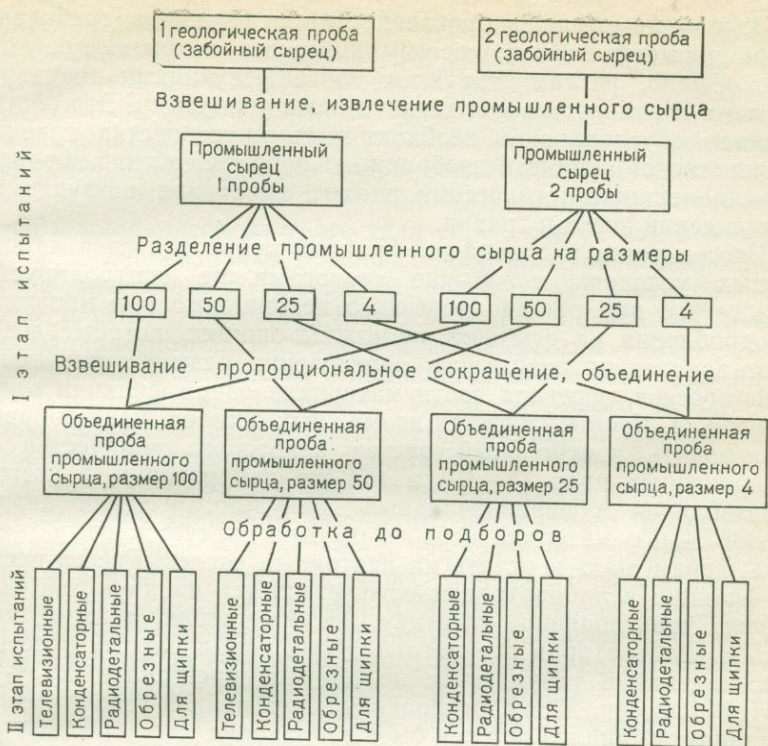 1 геологическая проба
(забойный сырец)
2 геологическая проба
(забойный сырец)
Взвешивание, извлечение промышленного сырца
Промышленный
сырец
1 пробы
Промышленный
сырец
2 пробы
I этап испытаний
Разделение промышленного сырца на размеры
100
50
25
4
100
50
25
4
Взвешивание пропорциональное сокращение, объединение
Объединенная
проба
промышленного
сырца, размер 100
Объединенная
проба
промышленного
сырца, размер 50
Объединенная
проба
промышленного
сырца, размер 25
Объединенная
проба
промышленного
сырца, размер 4
Обработка до подборов
II этап испытаний
Телевизионные
Конденсаторные
Радиодетальные
Обрезные
Для щипки
Телевизионные
Конденсаторные
Радиодетальные
Обрезные
Для щипки
Конденсаторные
Радиодетальные
Обрезные
Для щипки
Конденсаторные
Радиодетальные
Обрезные
Для щипки